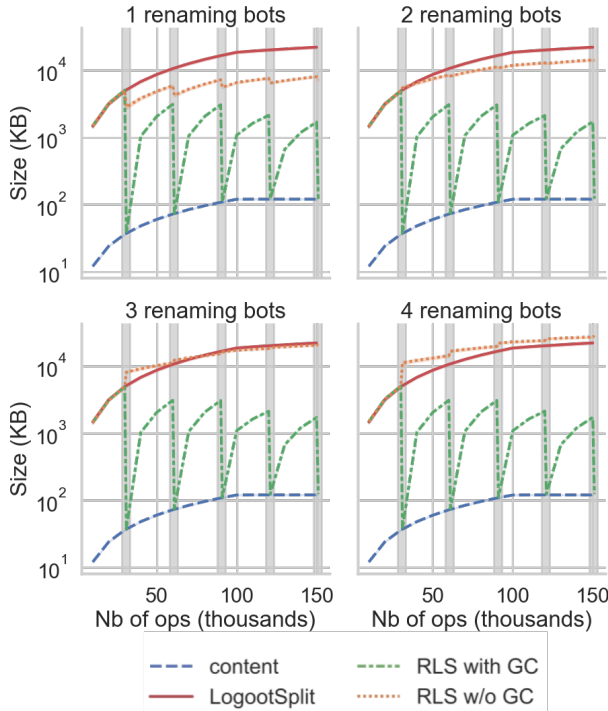 1 renaming bots
2 renaming bots
Size (KB)
10^4
10^3
10^2
10^1
3 renaming bots
4 renaming bots
Size (KB)
10^4
10^3
10^2
10^1
50
100
150
50
100
150
Nb of ops (thousands)
Nb of ops (thousands)
content
RLS with GC
LogootSplit
RLS w/o GC